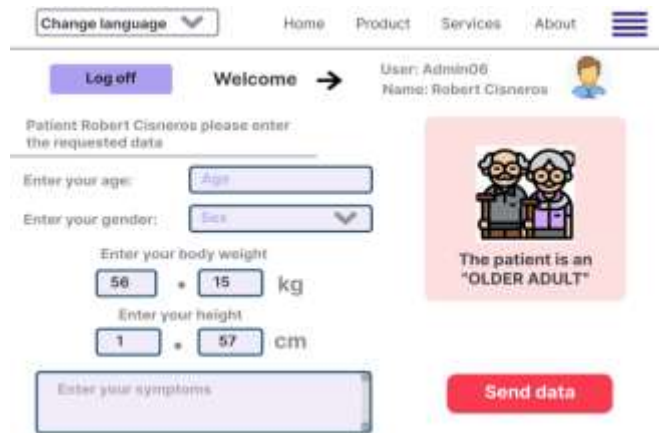 Change language
Home Product Services About
Log off
Welcome
User: Admin06
Name: Robert Cisneros
Patient Robert Cisneros please enter
the requested data
Enter your age:
Age
Enter your gender:
Sex
Enter your body weight
56 . 15 kg
Enter your height
1 . 57 cm
Enter your symptoms
The patient is an
"OLDER ADULT"
Send data